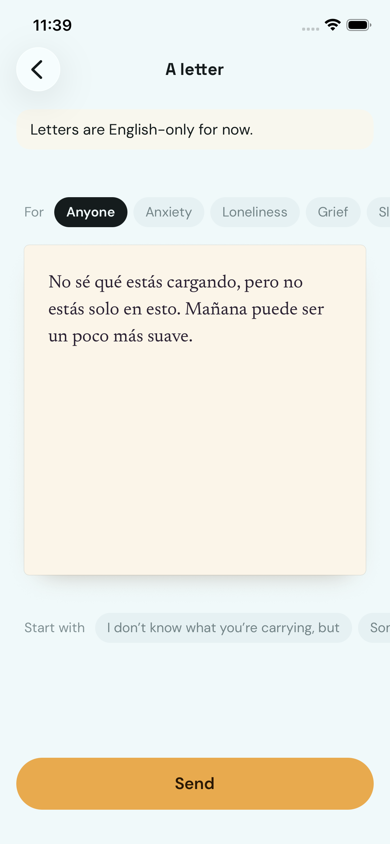 11:39
A letter
Letters are English-only for now.
For Anyone Anxiety Loneliness Grief
No sé qué estás cargando, pero no
estás solo en esto. Mañana puede ser
un poco más suave.
Start with I don't know what you're carrying, but
Send